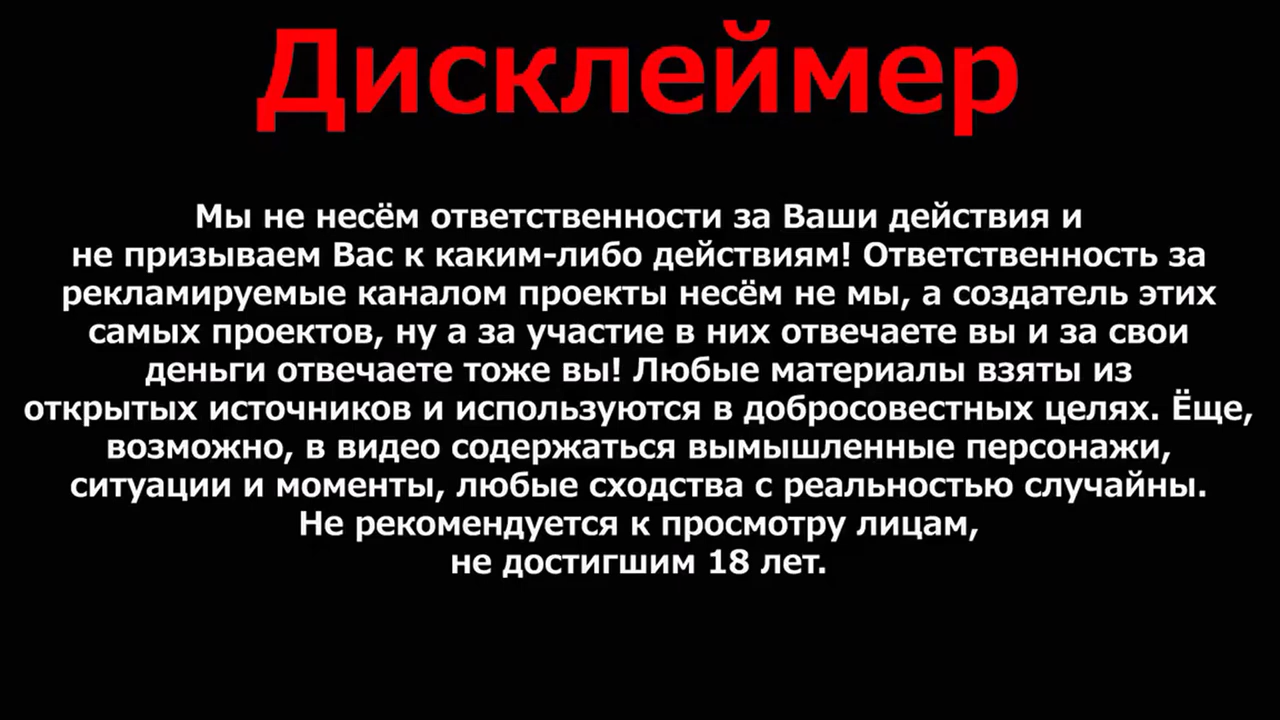 Дисклеймер
Мы не несём ответственности за Ваши действия и
не призываем Вас к каким-либо действиям! Ответственность за
рекламируемые каналом проекты несём не мы, а создатель этих
самых проектов, ну а за участие в них отвечаете вы и за свои
деньги отвечаете тоже вы! Любые материалы взяты из
открытых источников и используются в добросовестных целях. Ёще,
возможно, в видео содержаться вымышленные персонажи,
ситуации и моменты, любые сходства с реальностью случайны.
Не рекомендуется к просмотру лицам,
не достигшим 18 лет.